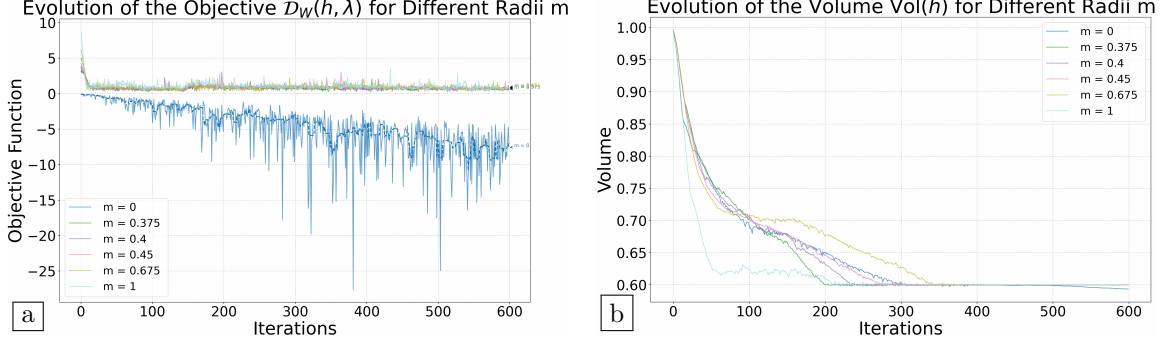 Evolution of the Objective 𝒟_W(h, λ) for Different Radii m
10
5
0
−5
−10
−15
−20
−25
Objective Function
m = 0
m = 0
m = 0.375
m = 0.4
m = 0.45
m = 0.675
m = 1
0 100 200 300 400 500 600
Iterations
a
Evolution of the Volume Vol(h) for Different Radii m
1.00
0.95
0.90
0.85
0.80
0.75
0.70
0.65
0.60
Volume
m = 0
m = 0.375
m = 0.4
m = 0.45
m = 0.675
m = 1
0 100 200 300 400 500 600
Iterations
b